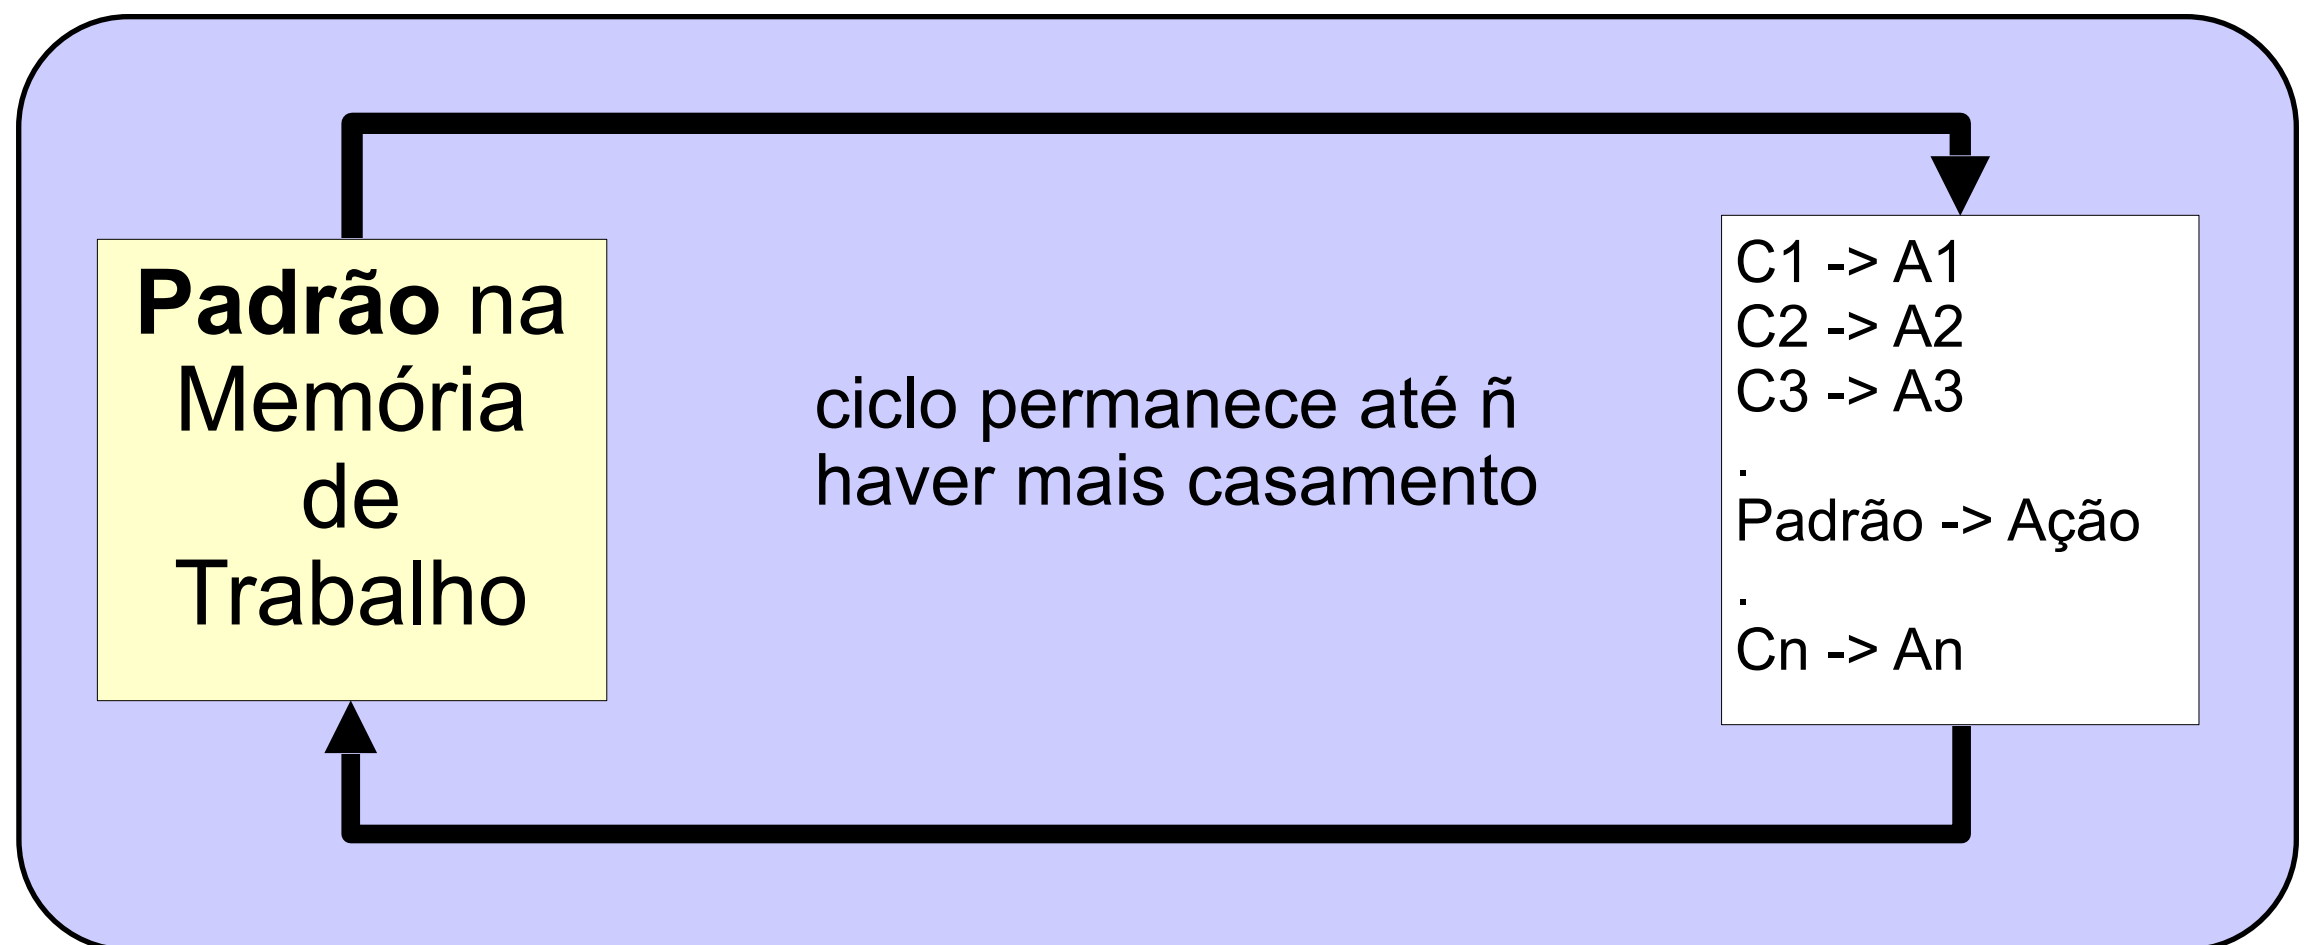 Padrão na
Memória
de
Trabalho
ciclo permanece até ñ
haver mais casamento
C1 -> A1
C2 -> A2
C3 -> A3
.
Padrão -> Ação
.
Cn -> An